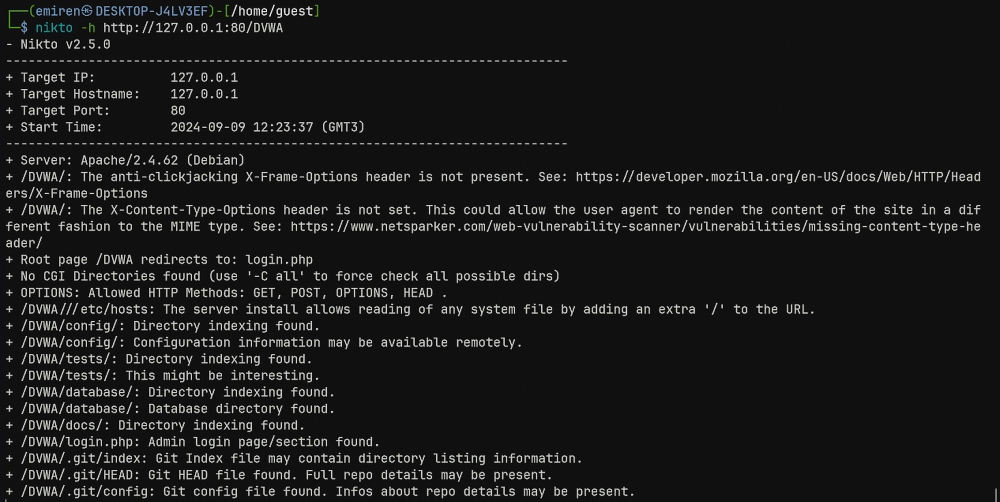 ┌──(emiren㉿DESKTOP-J4LV3EF)-[/home/guest]
└─$ nikto -h http://127.0.0.1:80/DVWA
- Nikto v2.5.0
---------------------------------------------------------------------------
+ Target IP:          127.0.0.1
+ Target Hostname:    127.0.0.1
+ Target Port:        80
+ Start Time:         2024-09-09 12:23:37 (GMT3)
---------------------------------------------------------------------------
+ Server: Apache/2.4.62 (Debian)
+ /DVWA/: The anti-clickjacking X-Frame-Options header is not present. See: https://developer.mozilla.org/en-US/docs/Web/HTTP/Head
ers/X-Frame-Options
+ /DVWA/: The X-Content-Type-Options header is not set. This could allow the user agent to render the content of the site in a dif
ferent fashion to the MIME type. See: https://www.netsparker.com/web-vulnerability-scanner/vulnerabilities/missing-content-type-he
ader/
+ Root page /DVWA redirects to: login.php
+ No CGI Directories found (use '-C all' to force check all possible dirs)
+ OPTIONS: Allowed HTTP Methods: GET, POST, OPTIONS, HEAD .
+ /DVWA///etc/hosts: The server install allows reading of any system file by adding an extra '/' to the URL.
+ /DVWA/config/: Directory indexing found.
+ /DVWA/config/: Configuration information may be available remotely.
+ /DVWA/tests/: Directory indexing found.
+ /DVWA/tests/: This might be interesting.
+ /DVWA/database/: Directory indexing found.
+ /DVWA/database/: Database directory found.
+ /DVWA/docs/: Directory indexing found.
+ /DVWA/login.php: Admin login page/section found.
+ /DVWA/.git/index: Git Index file may contain directory listing information.
+ /DVWA/.git/HEAD: Git HEAD file found. Full repo details may be present.
+ /DVWA/.git/config: Git config file found. Infos about repo details may be present.